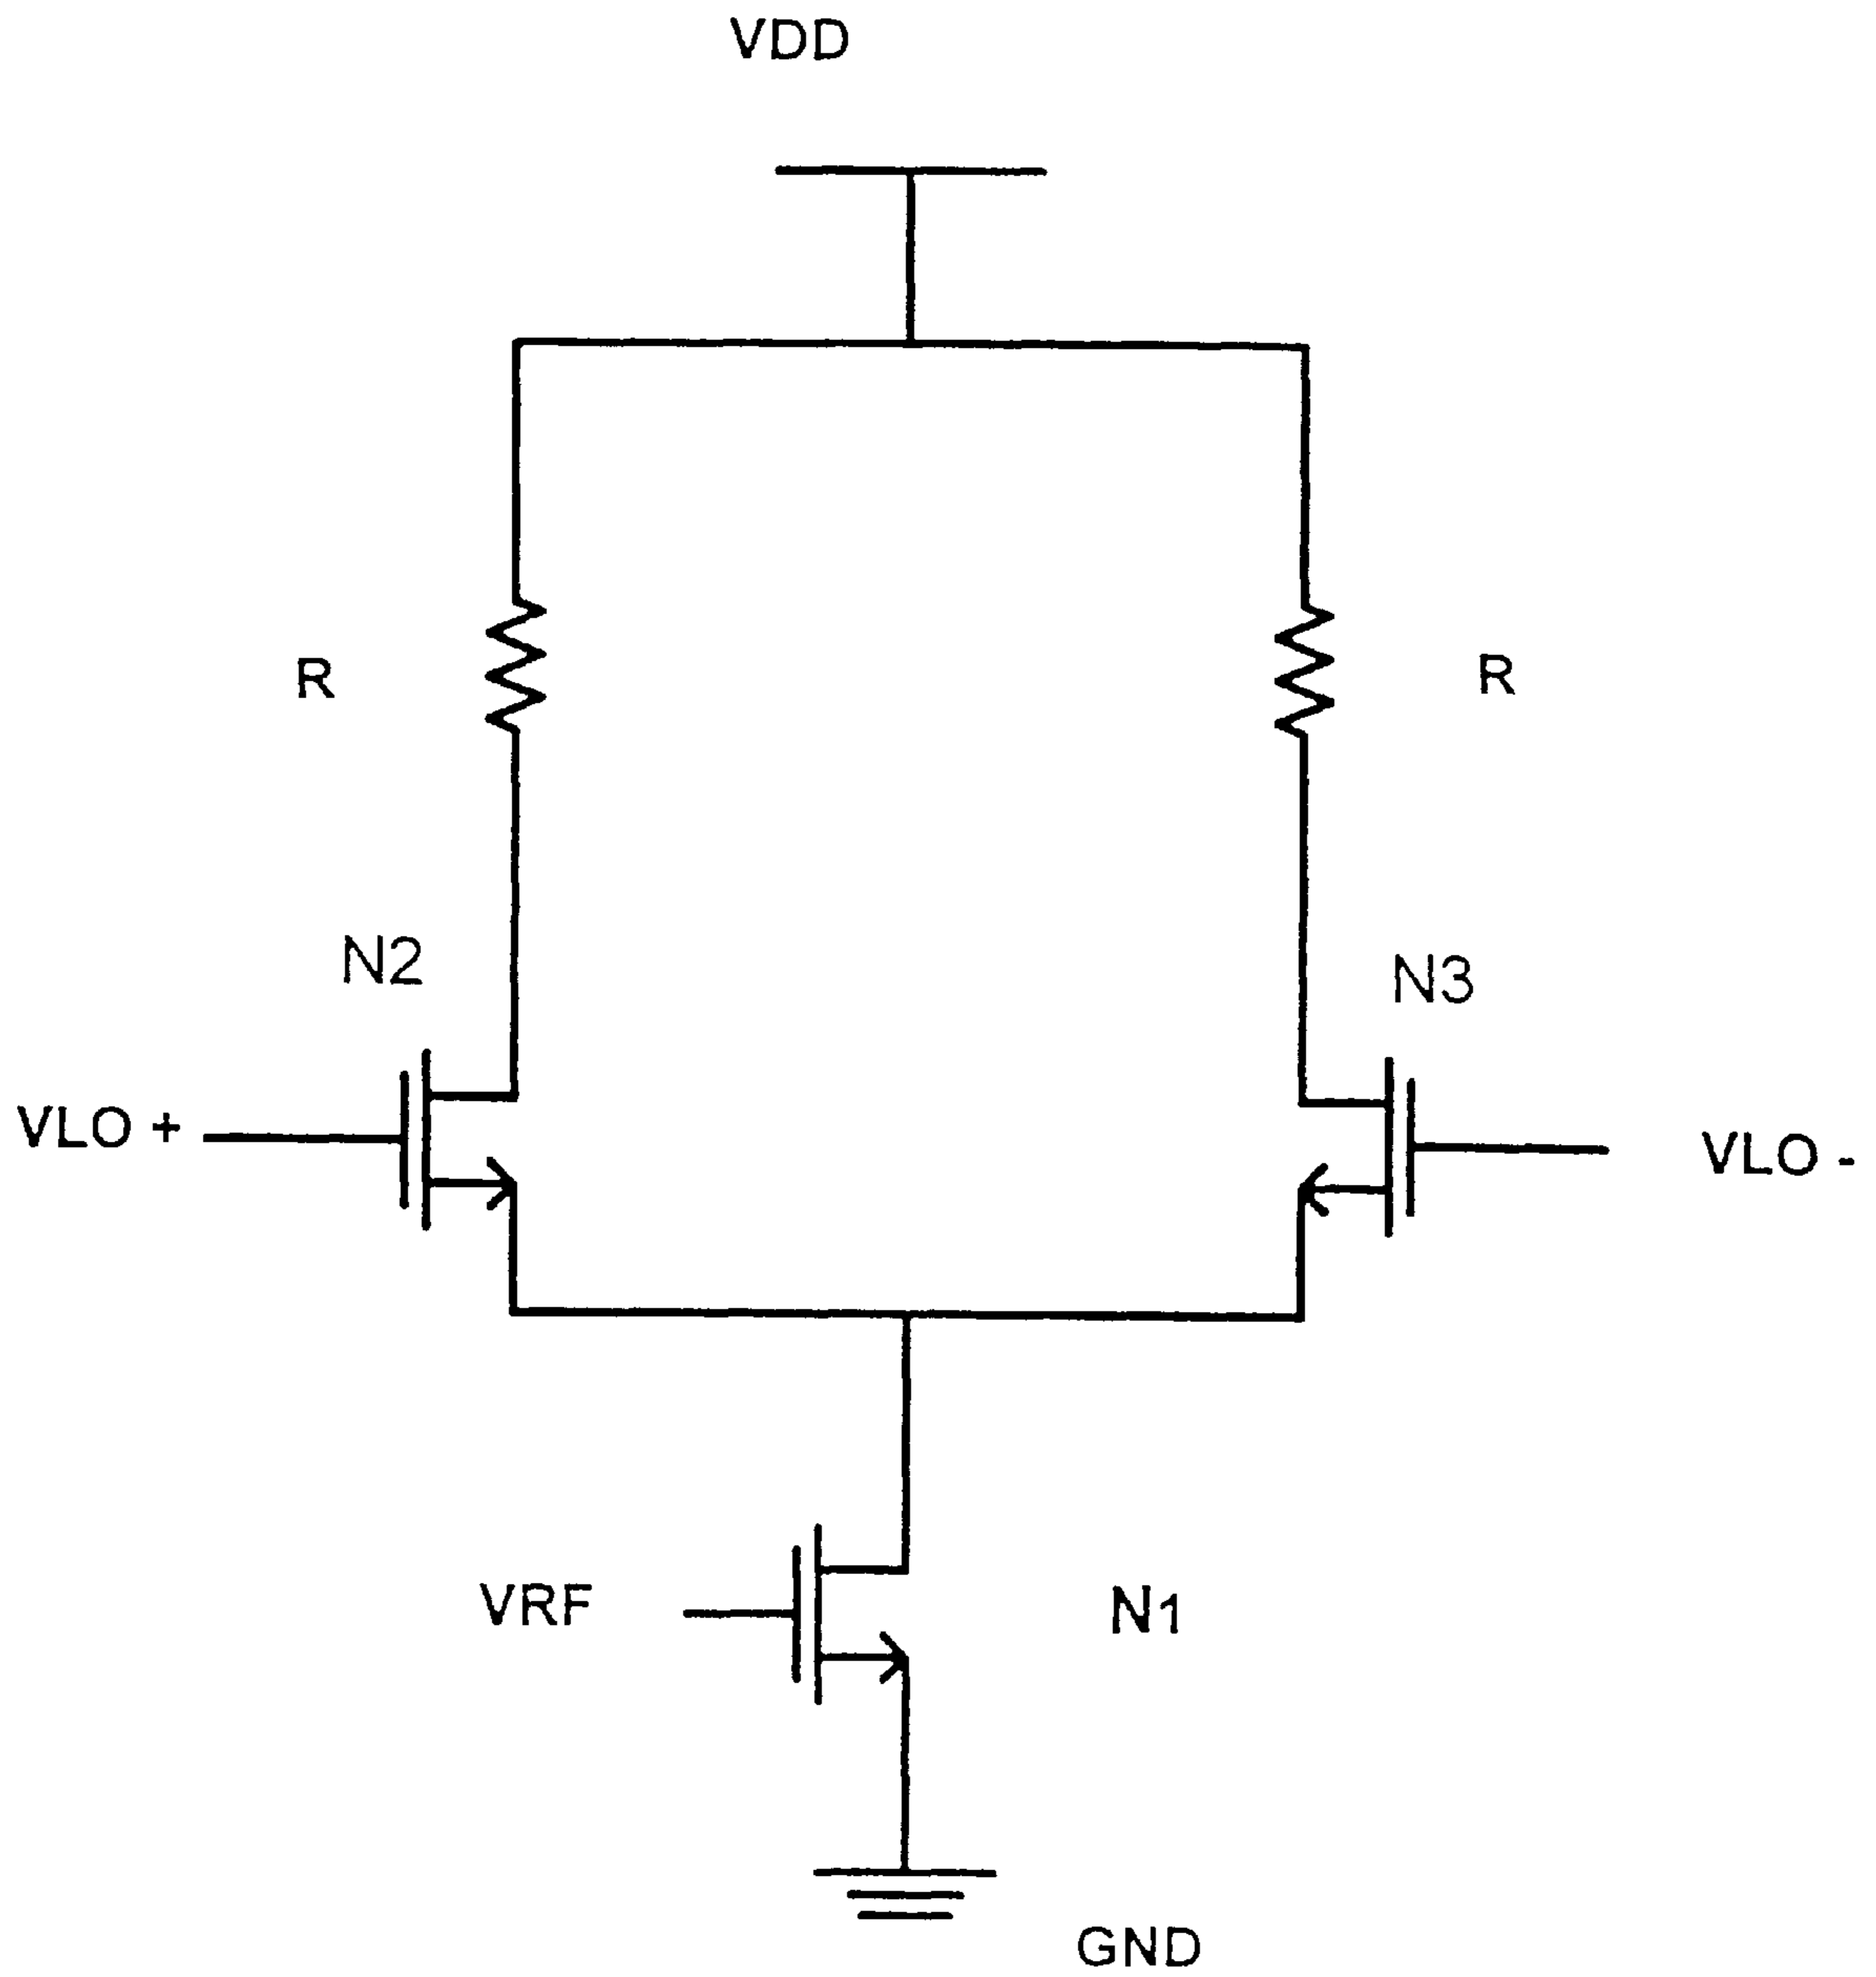 VDD
R
R
N2
N3
VLO +
VLO -
VRF
N1
GND